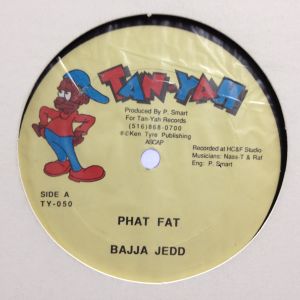 TAN-YAH
Produced By P. Smart
For Tan-Yah Records
(516) 868-0700
®©Ken Tyre Publishing
ASCAP
Recorded at HC&F Studio
Musicians: Nass-T & Raf
Eng: P. Smart
SIDE A
TY-050
PHAT FAT
BAJJA JEDD